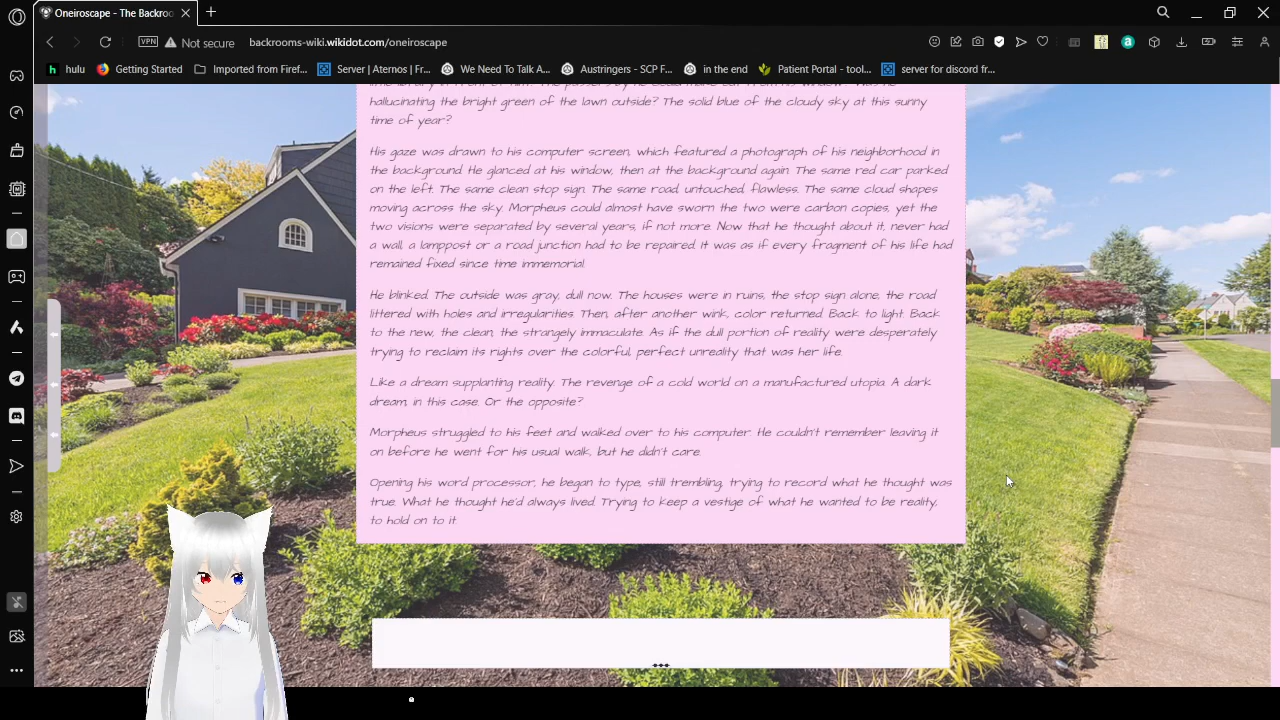 Oneiroscape - The Backroo
VPN Not secure backrooms-wiki.wikidot.com/oneiroscape
hulu Getting Started Imported from Firef... Server | Aternos | Fr... We Need To Talk A... Austringers - SCP F... in the end Patient Portal - tool... server for discord fr...
hallucinating the bright green of the lawn outside? The solid blue of the cloudy sky at this sunny
time of year?
His gaze was drawn to his computer screen, which featured a photograph of his neighborhood in
the background. He glanced at his window, then at the background again. The same red car parked
on the left. The same clean stop sign. The same road, untouched, flawless. The same cloud shapes
moving across the sky. Morpheus could almost have sworn the two were carbon copies, yet the
two visions were separated by several years, if not more. Now that he thought about it, never had
a wall, a lamppost or a road junction had to be repaired. It was as if every fragment of his life had
remained fixed since time immemorial.
He blinked. The outside was gray, dull now. The houses were in ruins, the stop sign alone, the road
littered with holes and irregularities. Then, after another wink, color returned. Back to light. Back
to the new, the clean, the strangely immaculate. As if the dull portion of reality were desperately
trying to reclaim its rights over the colorful, perfect unreality that was her life.
Like a dream supplanting reality. The revenge of a cold world on a manufactured utopia. A dark
dream, in this case. Or the opposite?
Morpheus struggled to his feet and walked over to his computer. He couldn't remember leaving it
on before he went for his usual walk, but he didn't care.
Opening his word processor, he began to type, still trembling, trying to record what he thought was
true. What he thought he'd always lived. Trying to keep a vestige of what he wanted to be reality,
to hold on to it.